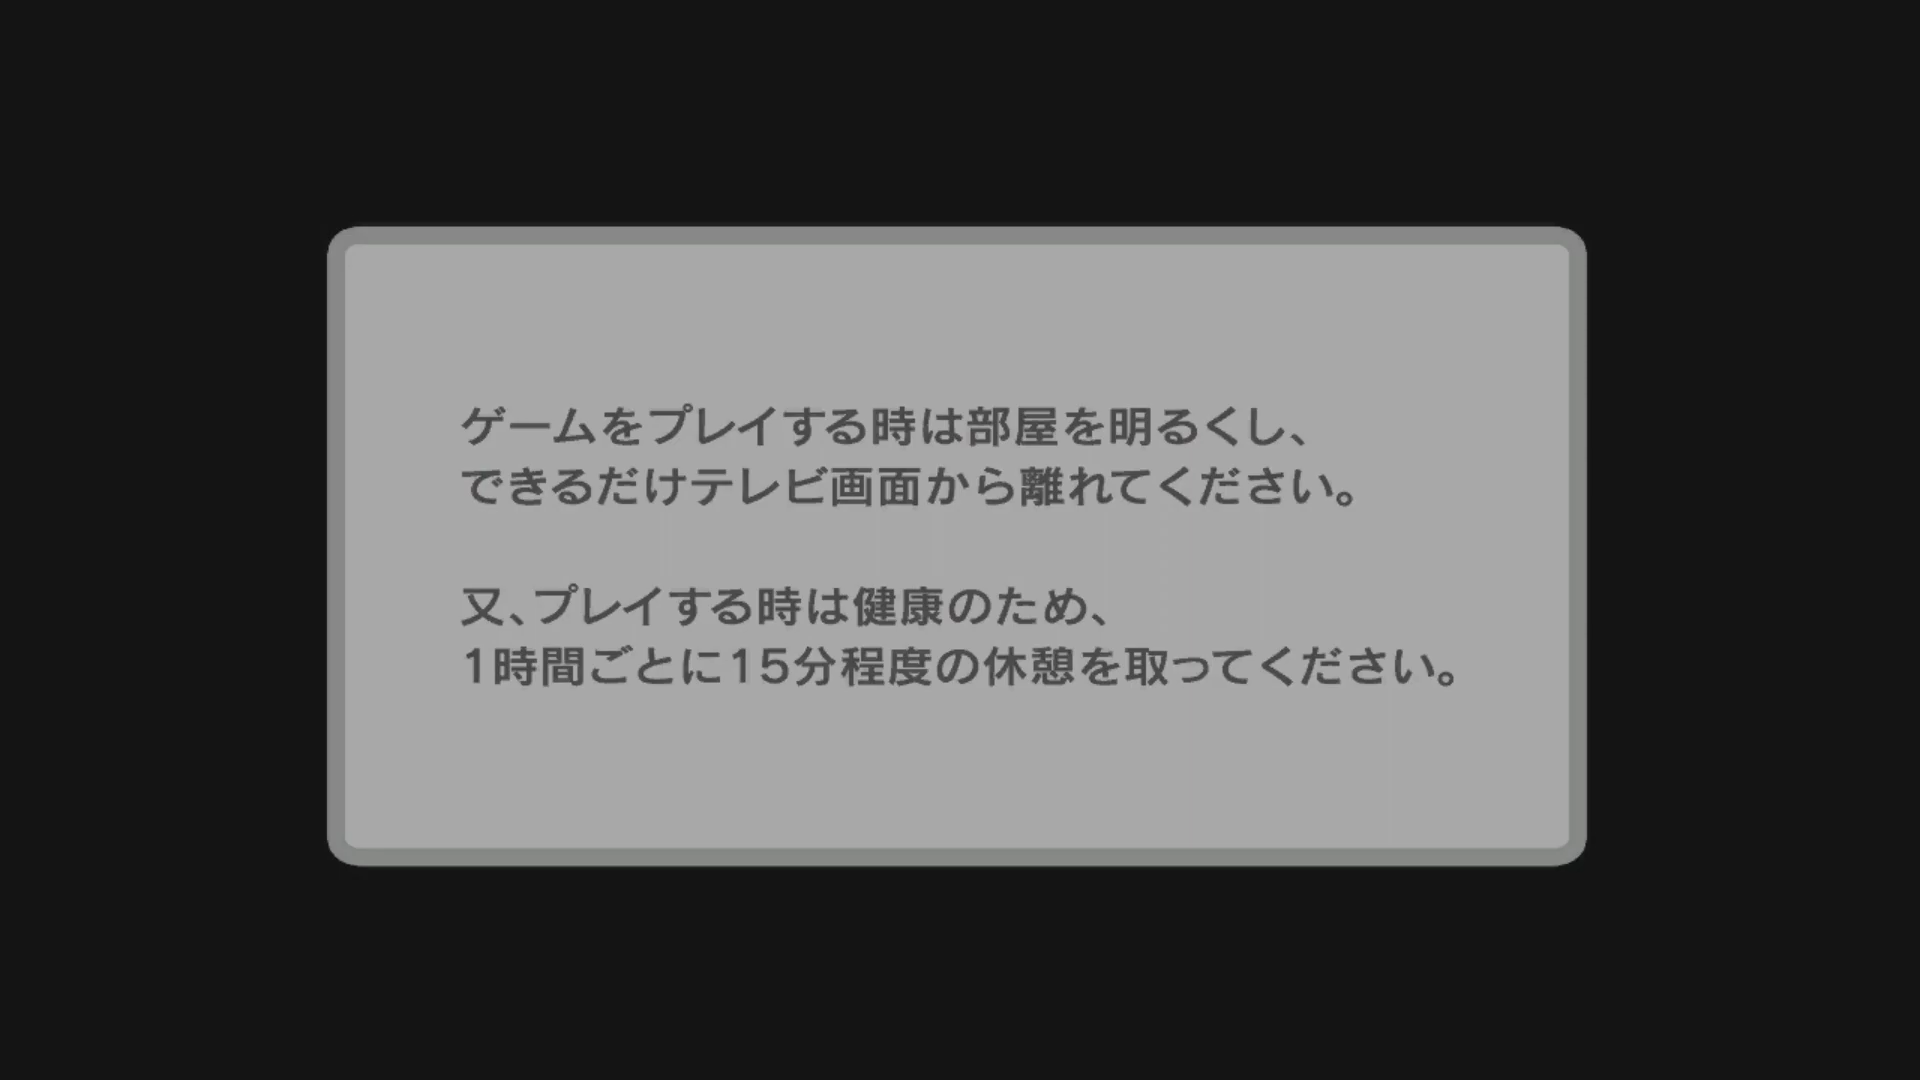 ゲームをプレイする時は部屋を明るくし、
できるだけテレビ画面から離れてください。
又、プレイする時は健康のため、
1時間ごとに15分程度の休憩を取ってください。